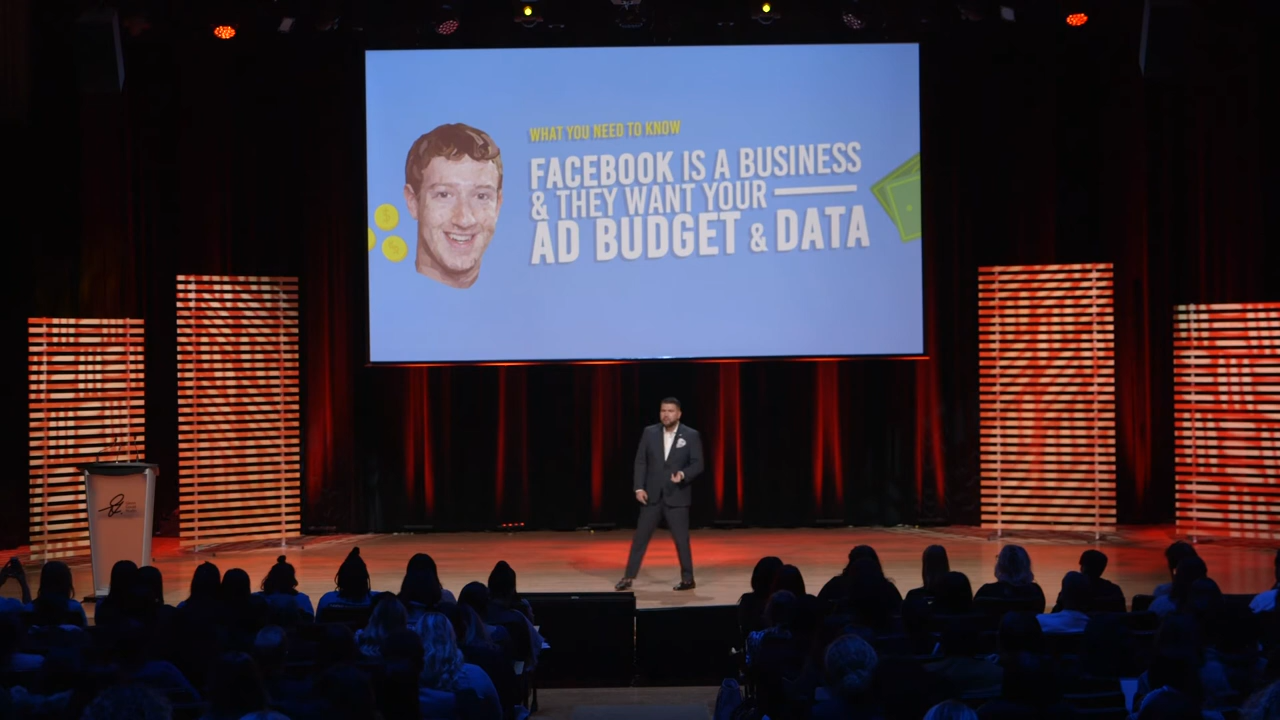 WHAT YOU NEED TO KNOW
FACEBOOK IS A BUSINESS
& THEY WANT YOUR
AD BUDGET & DATA